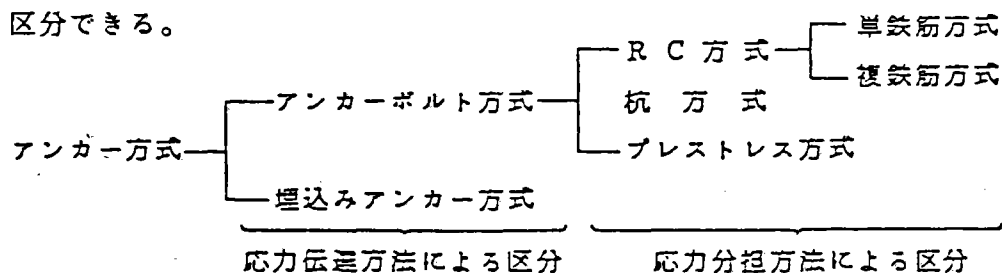 区分できる。
単鉄筋方式
RC方式
複鉄筋方式
アンカーボルト方式
杭方式
アンカー方式
プレストレス方式
埋込みアンカー方式
応力伝達方法による区分
応力分担方法による区分